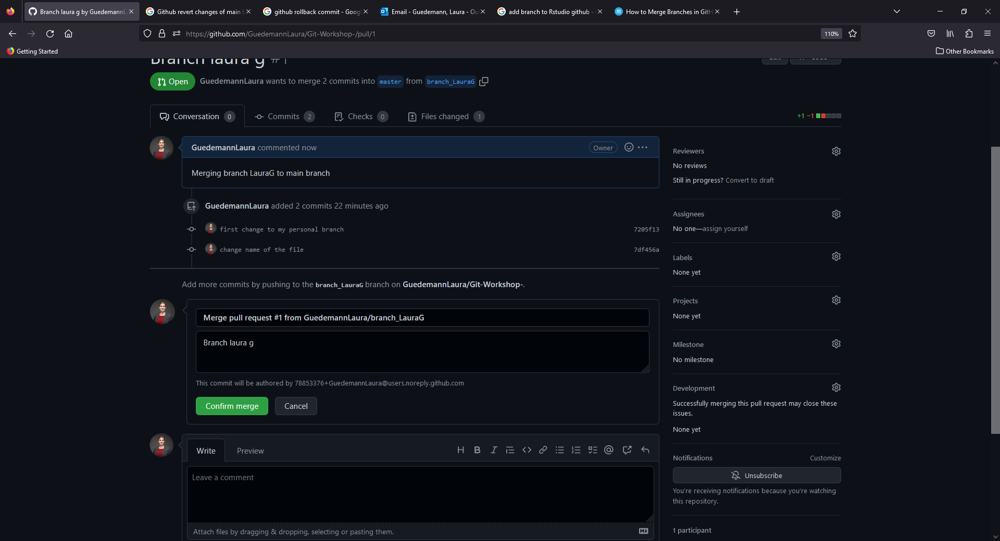 Branch laura g by GuedemannL
Github revert changes of main b
github rollback commit - Goog
Email - Guedemann, Laura - Ou
add branch to Rstudio github -
How to Merge Branches in GitH
https://github.com/GuedemannLaura/Git-Workshop-/pull/1
110%
Getting Started
Other Bookmarks
Branch laura g #1
Edit
Code
Open
GuedemannLaura wants to merge 2 commits into master from branch_LauraG
Conversation 0
Commits 2
Checks 0
Files changed 1
+1 −1
GuedemannLaura commented now
Owner
Merging branch LauraG to main branch
GuedemannLaura added 2 commits 22 minutes ago
first change to my personal branch 7205f13
change name of the file 7df456a
Add more commits by pushing to the branch_LauraG branch on GuedemannLaura/Git-Workshop-.
Merge pull request #1 from GuedemannLaura/branch_LauraG
Branch laura g
This commit will be authored by 78853376+GuedemannLaura@users.noreply.github.com
Confirm merge
Cancel
Write
Preview
Leave a comment
Attach files by dragging & dropping, selecting or pasting them.
Reviewers
No reviews
Still in progress? Convert to draft
Assignees
No one—assign yourself
Labels
None yet
Projects
None yet
Milestone
No milestone
Development
Successfully merging this pull request may close these
issues.
None yet
Notifications
Customize
Unsubscribe
You're receiving notifications because you're watching
this repository.
1 participant